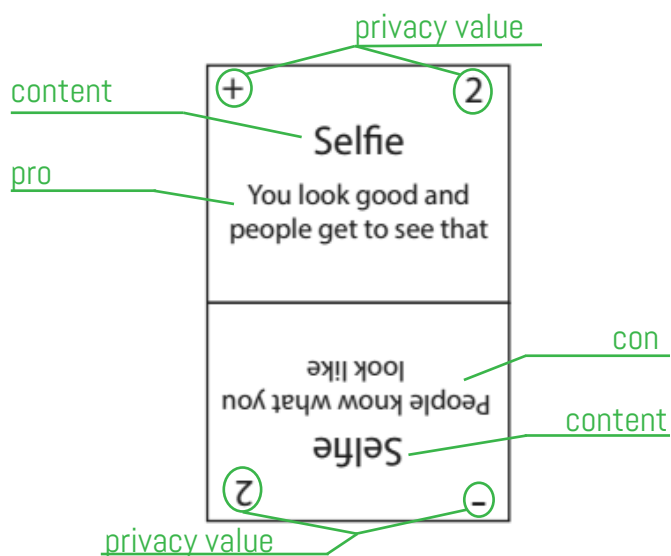 privacy value
+
2
content
Selfie
pro
You look good and
people get to see that
con
People know what you
look like
content
Selfie
2
-
privacy value